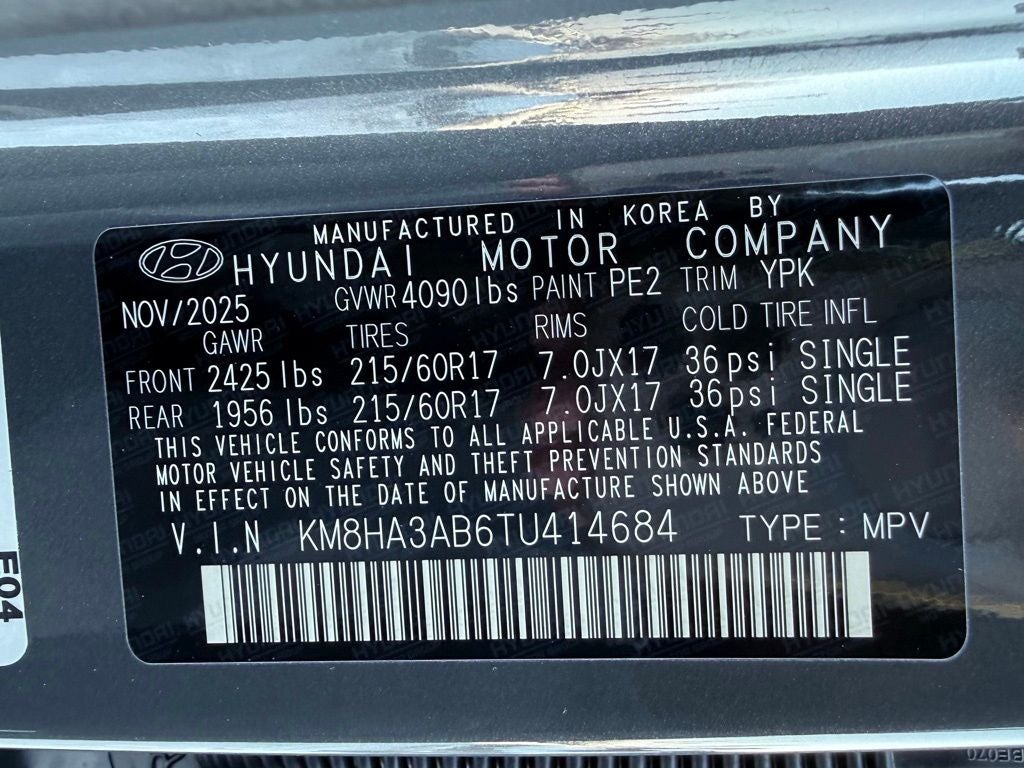 MANUFACTURED IN KOREA BY
HYUNDAI MOTOR COMPANY
NOV/2025 GVWR 4090 lbs PAINT PE2 TRIM YPK
GAWR TIRES RIMS COLD TIRE INFL
FRONT 2425 lbs 215/60R17 7.0JX17 36psi SINGLE
REAR 1956 lbs 215/60R17 7.0JX17 36psi SINGLE
THIS VEHICLE CONFORMS TO ALL APPLICABLE U.S.A. FEDERAL
MOTOR VEHICLE SAFETY AND THEFT PREVENTION STANDARDS
IN EFFECT ON THE DATE OF MANUFACTURE SHOWN ABOVE
V.I.N KM8HA3AB6TU414684 TYPE : MPV
E04
BE070